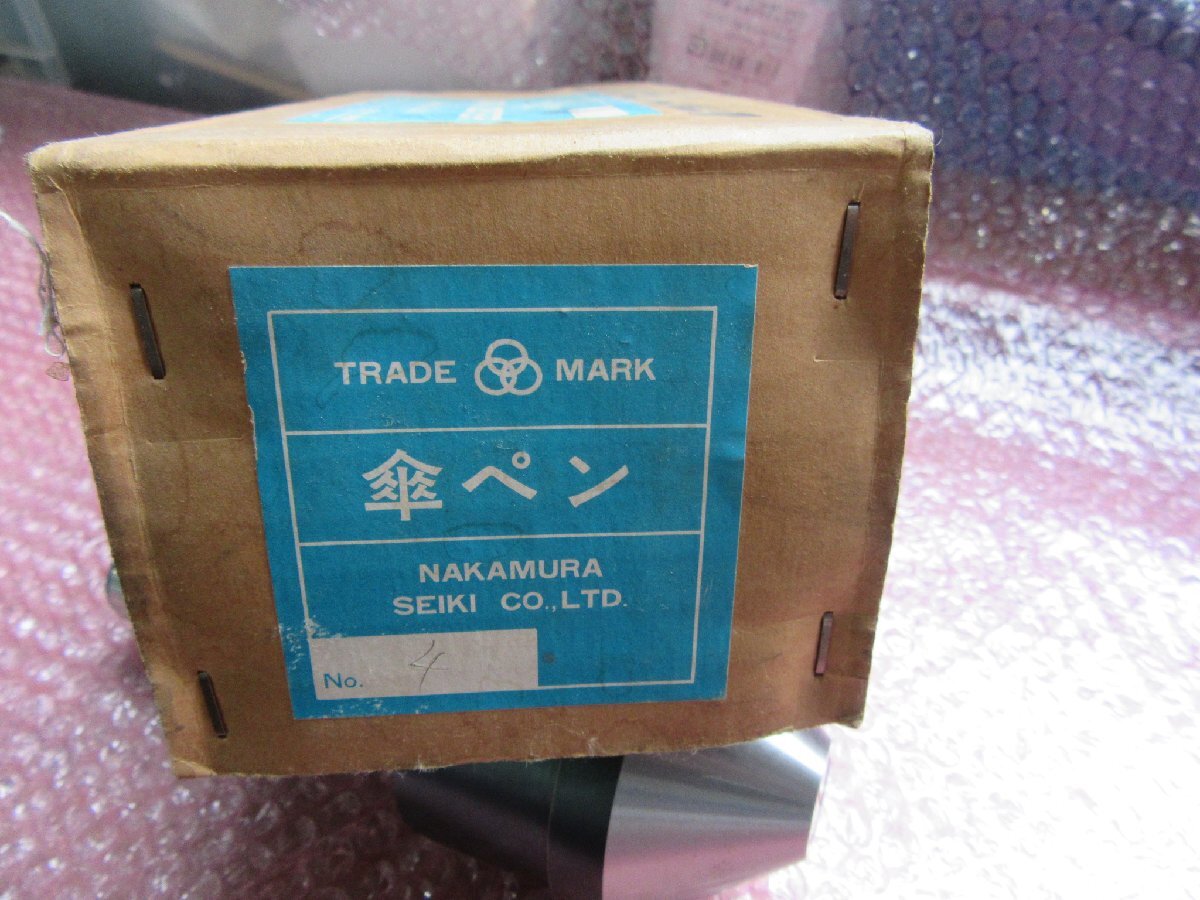 TRADE MARK
傘ペン
NAKAMURA
SEIKI CO.,LTD.
No. 4